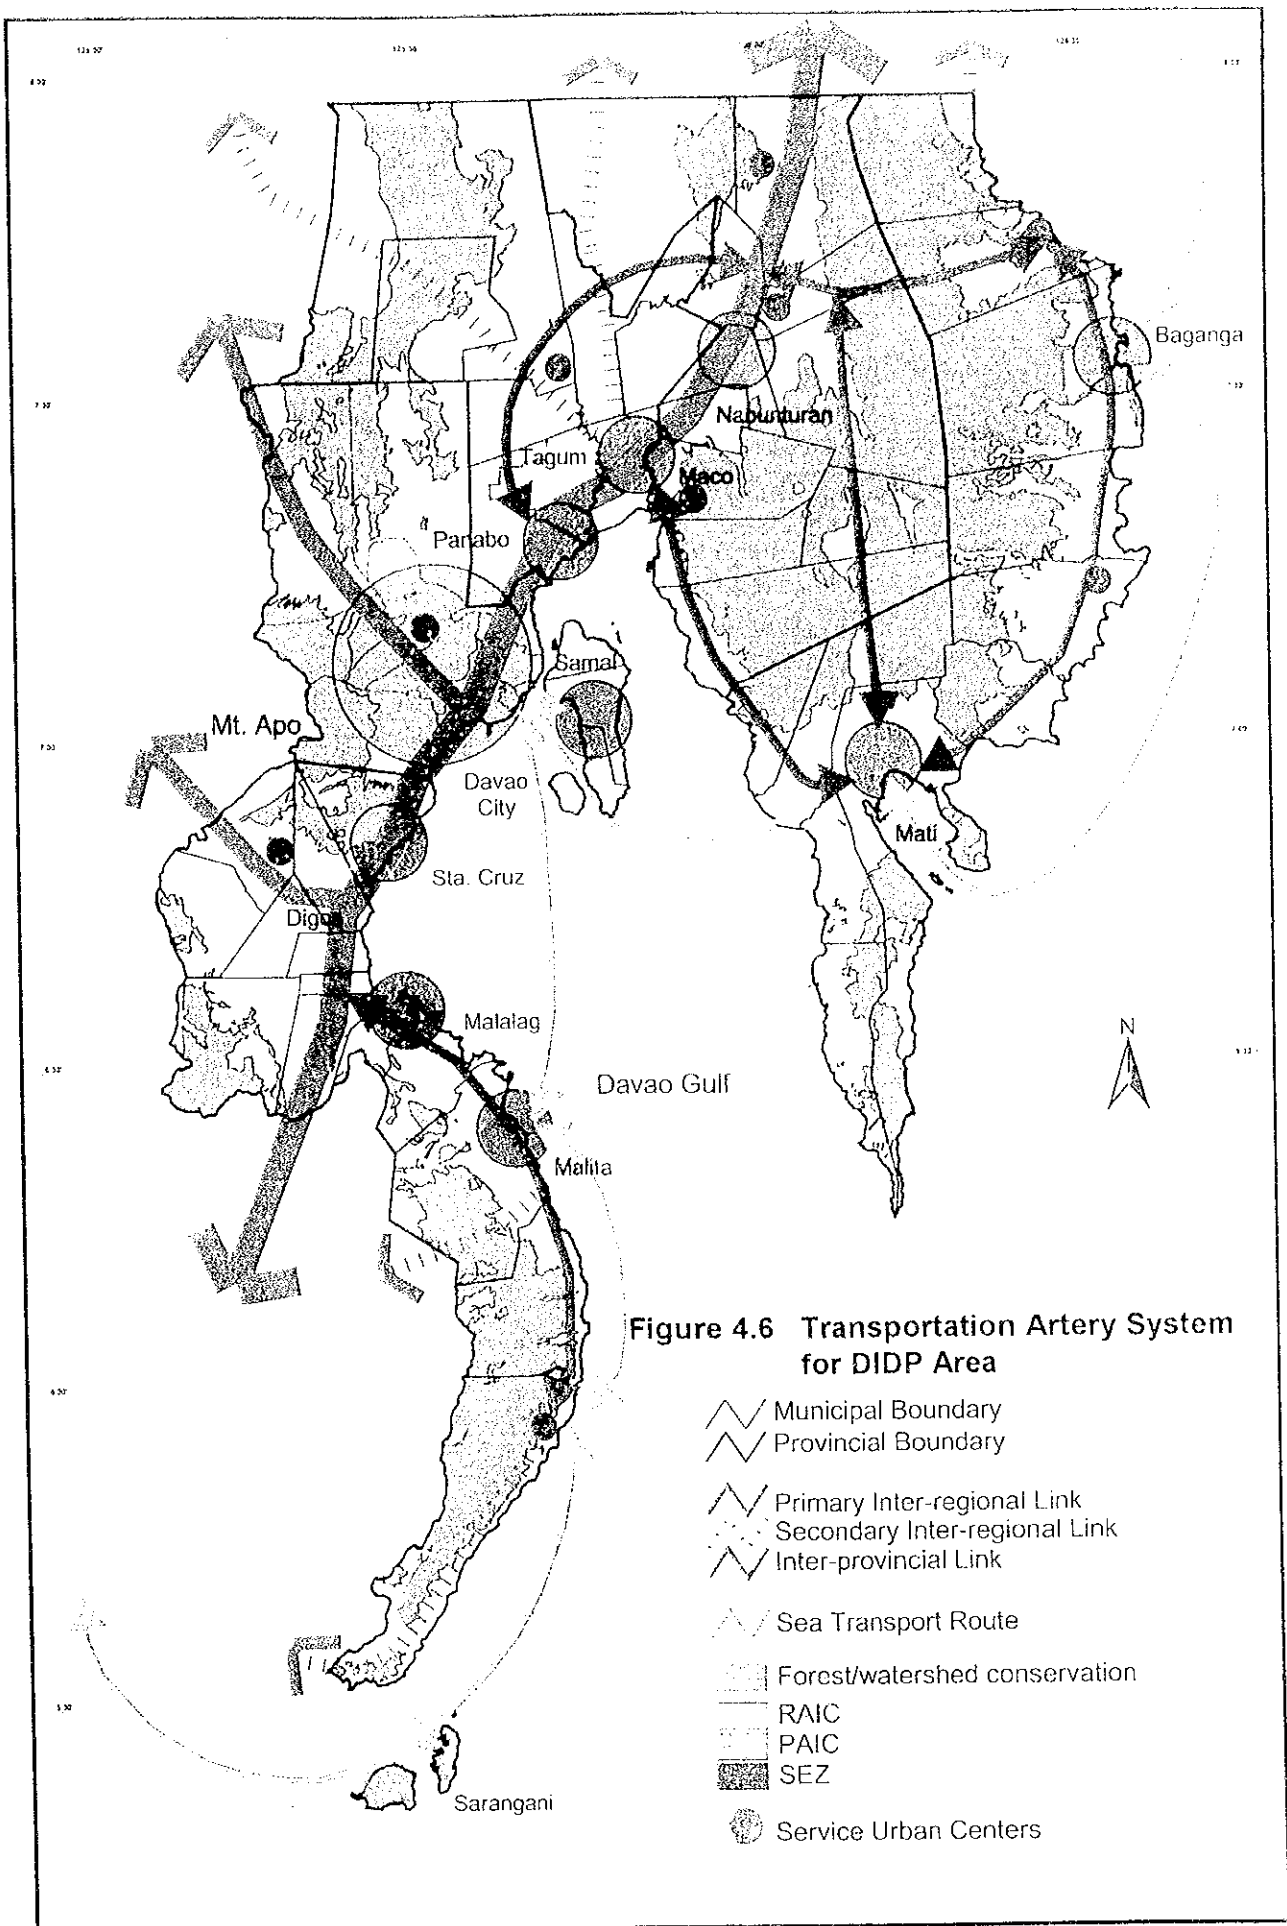 Baganga
Nabunturan
Tagum
Maco
Panabo
Samal
Mt. Apo
Davao
City
Mati
Sta. Cruz
Digos
Malalag
N
Davao Gulf
Malita
Figure 4.6 Transportation Artery System
for DIDP Area
Municipal Boundary
Provincial Boundary
Primary Inter-regional Link
Secondary Inter-regional Link
Inter-provincial Link
Sea Transport Route
Forest/watershed conservation
RAIC
PAIC
SEZ
Sarangani
Service Urban Centers